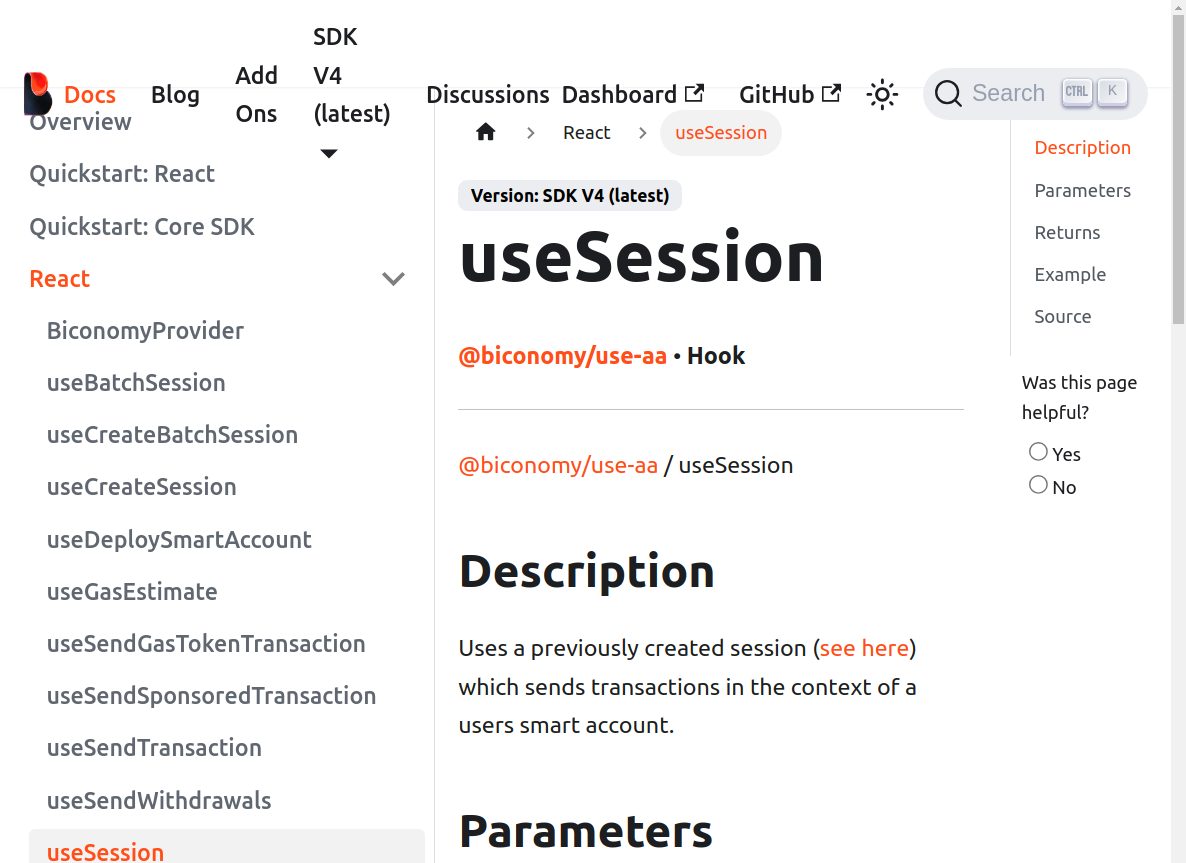 Docs
Blog
Add Ons
SDK V4 (latest)
Discussions
Dashboard
GitHub
Search
CTRL
K
Overview
Quickstart: React
Quickstart: Core SDK
React
BiconomyProvider
useBatchSession
useCreateBatchSession
useCreateSession
useDeploySmartAccount
useGasEstimate
useSendGasTokenTransaction
useSendSponsoredTransaction
useSendTransaction
useSendWithdrawals
useSession
React
useSession
Version: SDK V4 (latest)
useSession
@biconomy/use-aa • Hook
@biconomy/use-aa / useSession
Description
Uses a previously created session (see here)
which sends transactions in the context of a
users smart account.
Parameters
Description
Parameters
Returns
Example
Source
Was this page
helpful?
Yes
No